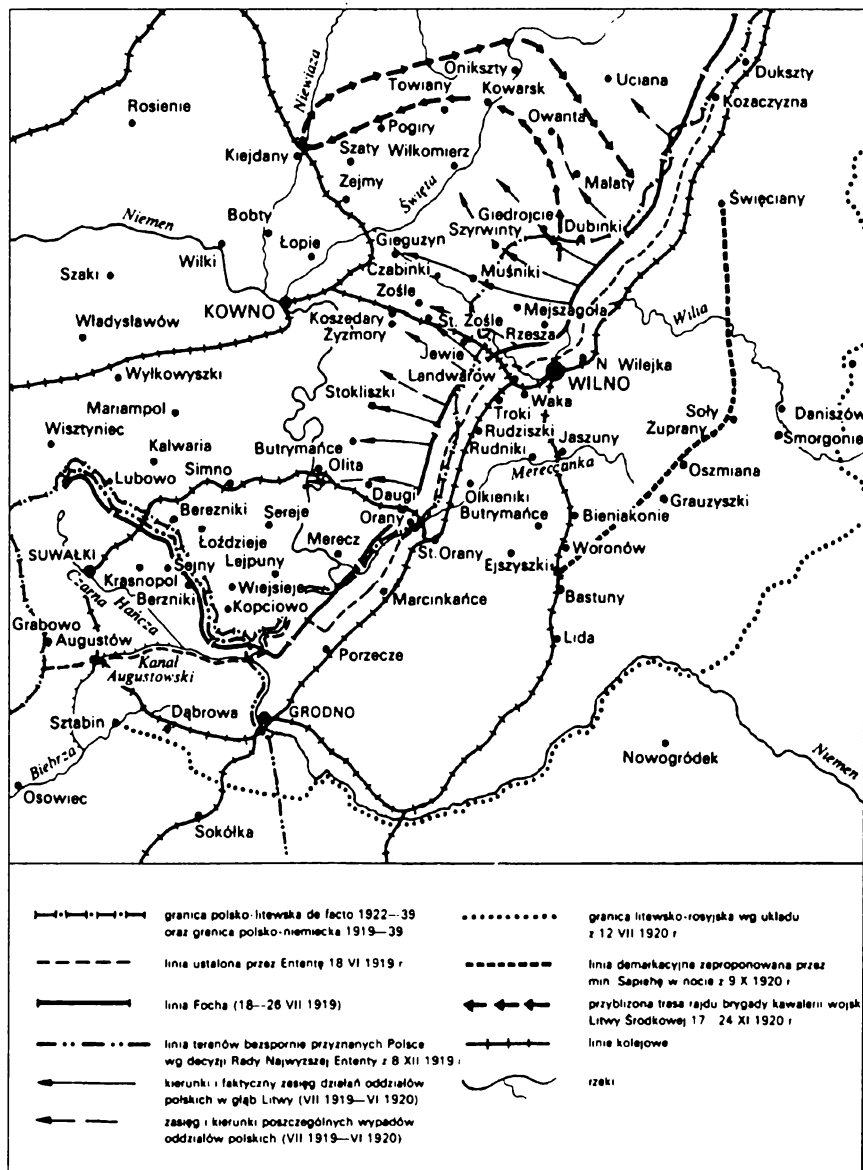 Dukszty
Onikszty
Uciana
Niewiaża
Towiany
Kowarsk
Kozaczyzna
Rosienie
Pogiry
Owanta
Szaty
Wiłkomierz
Kiejdany
Żejmy
Święta
Malaty
Święciany
Bobty
Giedrojcie
Niemen
Szyrwinty
Dubinki
Łopie
Gieguzyn
Wilki
Czabinki
Muśniki
Szaki
Zośle
KOWNO
Mejszagoła
Wilia
Koszedary
St. Zośle
Władysławów
Żyzmory
Rzesza
Jewie
N. Wilejka
Landwarów
WILNO
Wyłkowyszki
Stokliszki
Waka
Daniszów
Mariampol
Troki
Soły
Wisztyniec
Rudziszki
Żuprany
Smorgonie
Kalwaria
Butrymańce
Rudniki
Jaszuny
Simno
Olita
Mereczanka
Oszmiana
Lubowo
Daugi
Olkieniki
Grauzyszki
Berezniki
Sereje
Orany
Butrymańce
Bieniakonie
Łoździeje
Merecz
SUWAŁKI
Sejny
Lejpuny
St. Orany
Woronów
Krasnopol
Ejszyszki
Czarna Hańcza
Berzniki
Wiejsieje
Kopciowo
Marcinkańce
Bastuny
Grabowo
Augustów
Lida
Kanał
Augustowski
Porzecze
Sztabin
Dąbrowa
GRODNO
Biebrza
Nowogródek
Niemen
Osowiec
Sokółka
granica polsko-litewska de facto 1922—39
oraz granica polsko-niemiecka 1919—39
linia ustalona przez Ententę 18 VI 1919 r
linia Focha (18—26 VII 1919)
linia terenów bezspornie przyznanych Polsce
wg decyzji Rady Najwyższej Ententy z 8 XII 1919 r
kierunki i faktyczny zasięg działań oddziałów
polskich w głąb Litwy (VII 1919—VI 1920)
zasięg i kierunki poszczególnych wypadów
oddziałów polskich (VII 1919—VI 1920)
granica litewsko-rosyjska wg układu
z 12 VII 1920 r
linia demarkacyjne zeproponowana przez
min Sapiehę w nocie z 9 X 1920 r
przybliżona trasa rajdu brygady kawalerii wojsk
Litwy Środkowej 17—24 XI 1920 r
linie kolejowe
rzeki